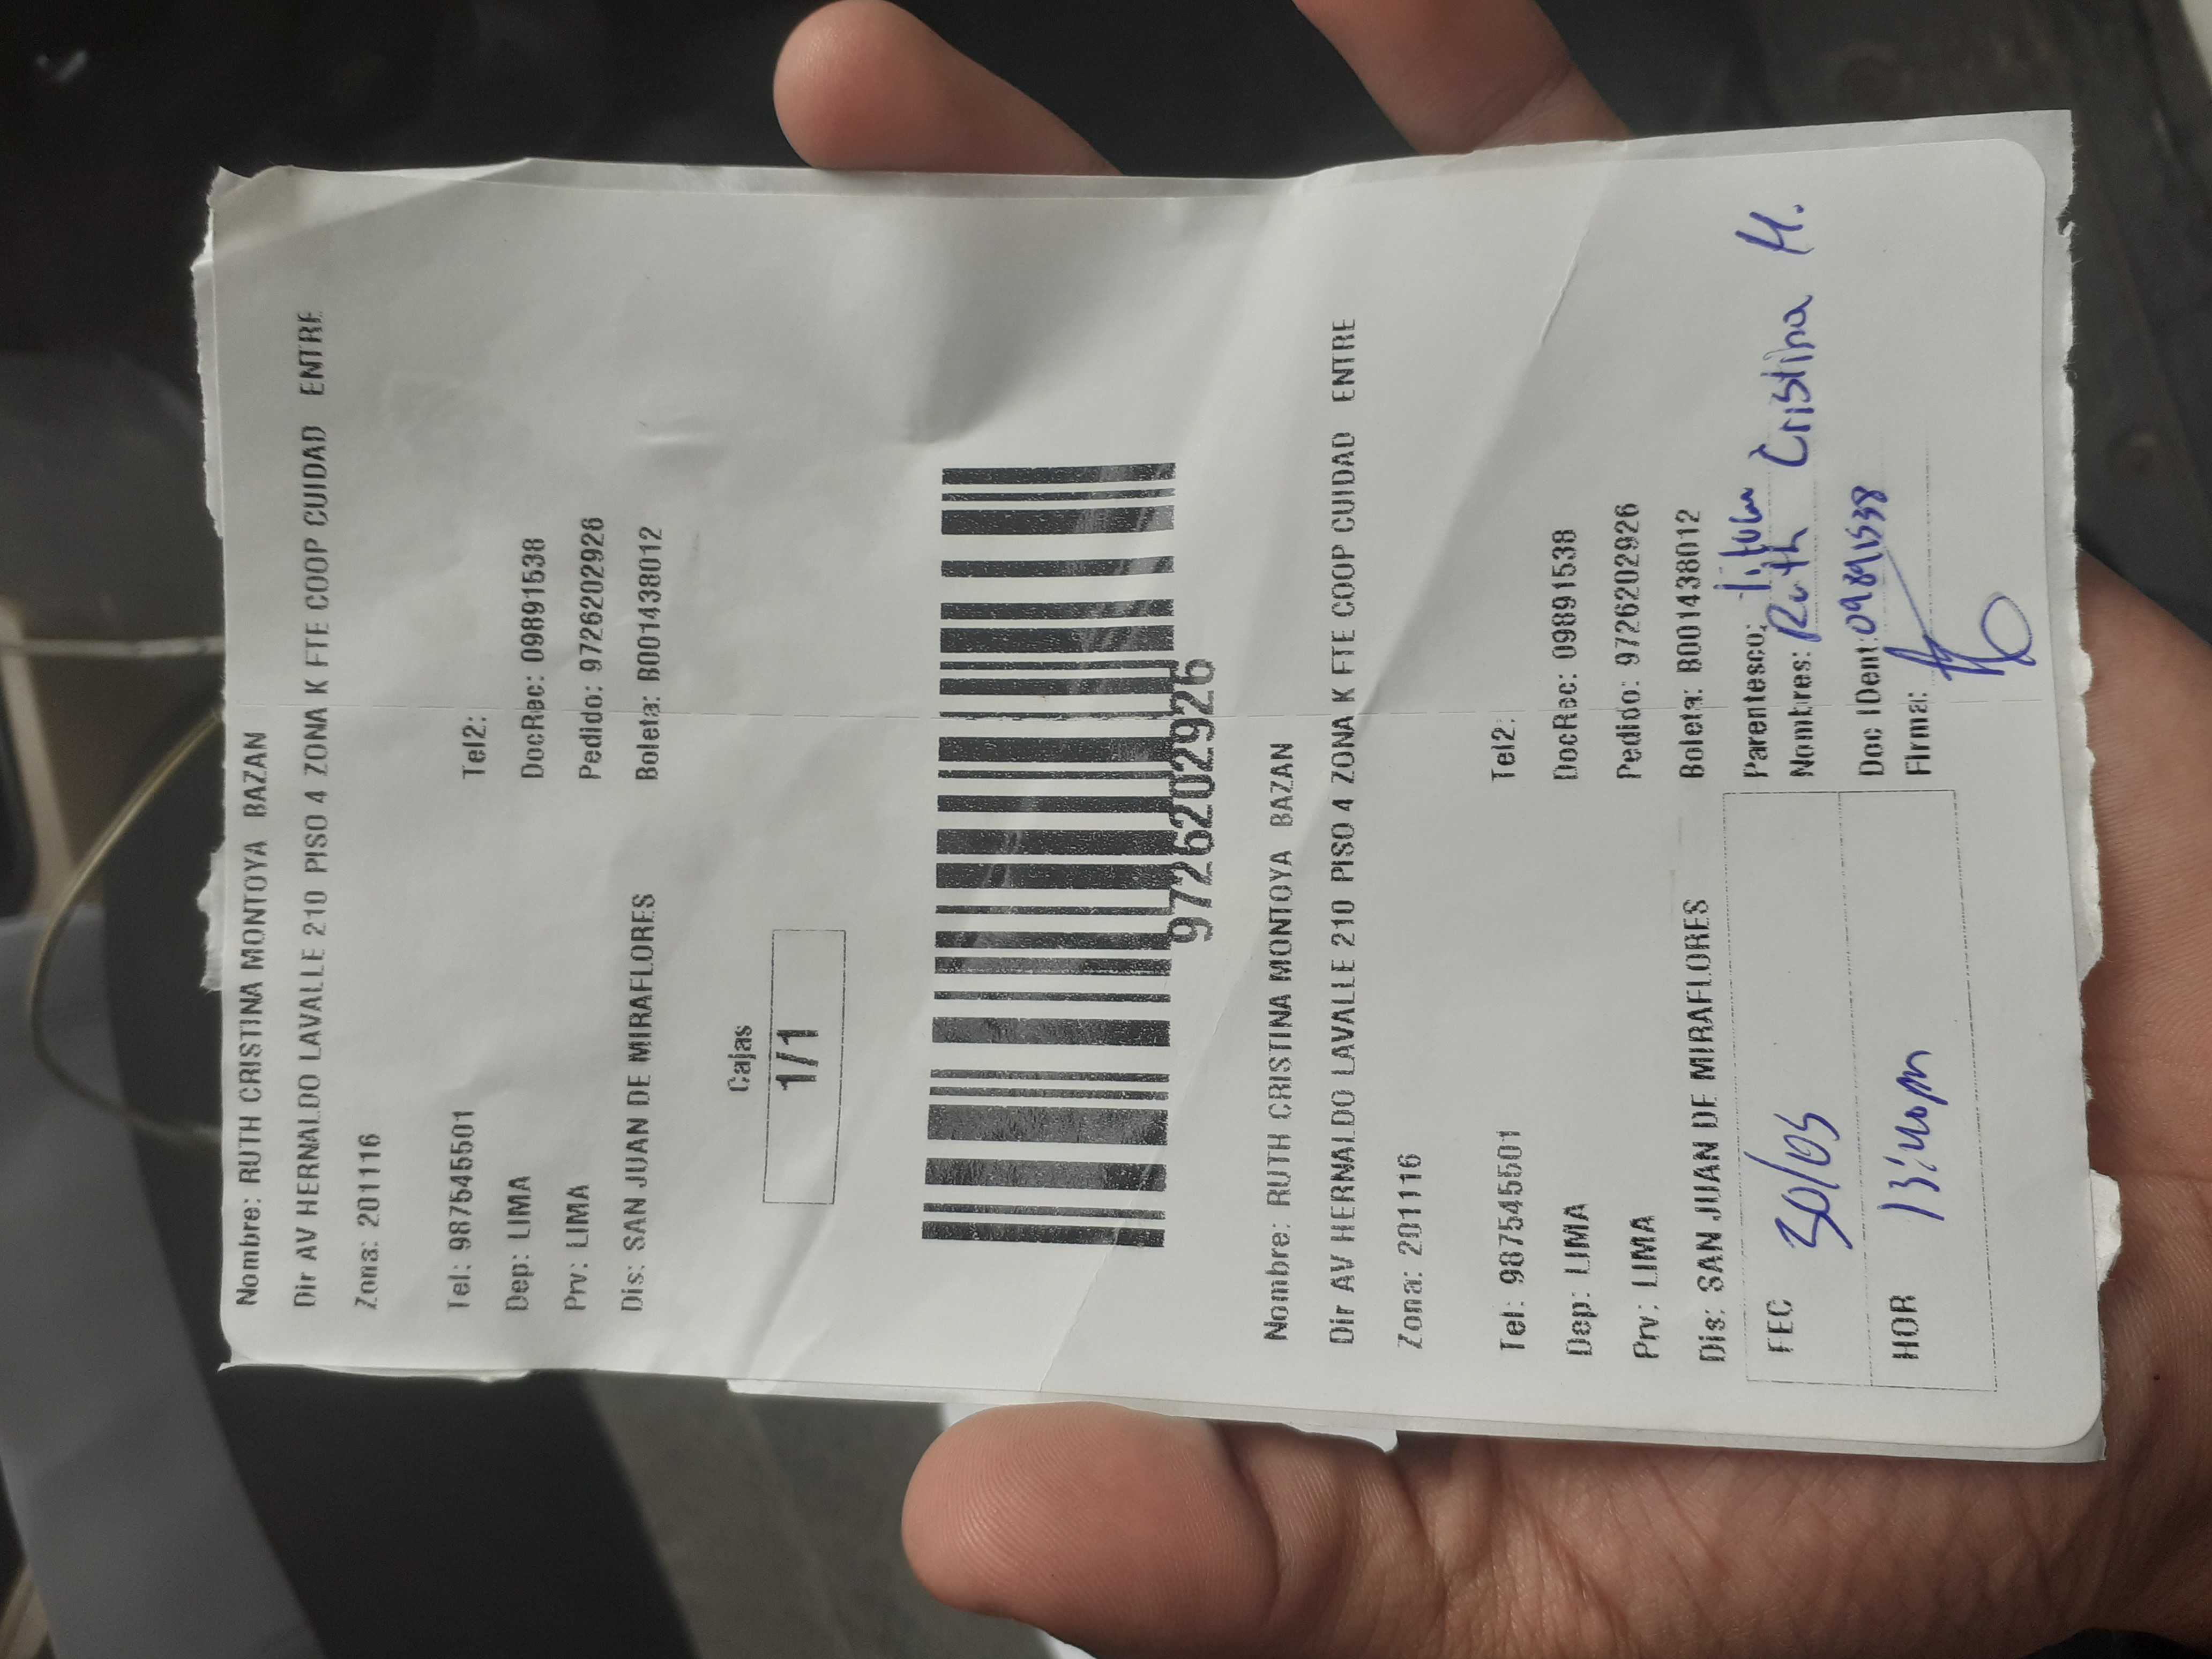 Nombre: RUTH CRISTINA MONTOYA BAZAN
Dir AV HERNALDO LAVALLE 210 PISO 4 ZONA K FTE COOP CUIDAD ENTRE
Zona: 201116
Tel: 987545501 Tel2:
Dep: LIMA DocRec: 09891538
Prv: LIMA Pedido: 9726202926
Dis: SAN JUAN DE MIRAFLORES Boleta: B001438012
Cajas
1/1
9726202926
Nombre: RUTH CRISTINA MONTOYA BAZAN
Dir AV HERNALDO LAVALLE 210 PISO 4 ZONA K FTE COOP CUIDAD ENTRE
Zona: 201116
Tel: 987545501 Tel2:
Dep: LIMA DocRec: 09891538
Prv: LIMA Pedido: 9726202926
Dis: SAN JUAN DE MIRAFLORES Boleta: B001438012
FEC 30/05 Parentesco:
Nombres: Ruth Cristina M.
HOR 13:40pm Doc IDent: 09891538
Firma: